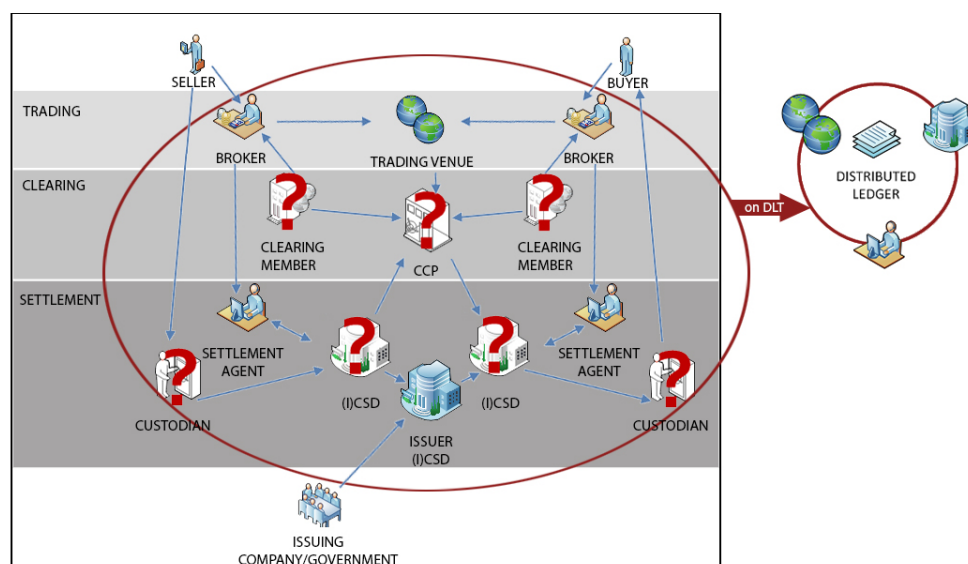 SELLER
BUYER
TRADING
BROKER
TRADING VENUE
BROKER
CLEARING
CLEARING
MEMBER
CCP
CLEARING
MEMBER
SETTLEMENT
SETTLEMENT
AGENT
SETTLEMENT
AGENT
(I)CSD
(I)CSD
CUSTODIAN
CUSTODIAN
ISSUER
(I)CSD
ISSUING
COMPANY/GOVERNMENT
on DLT
DISTRIBUTED
LEDGER
?
?
?
?
?
?
?